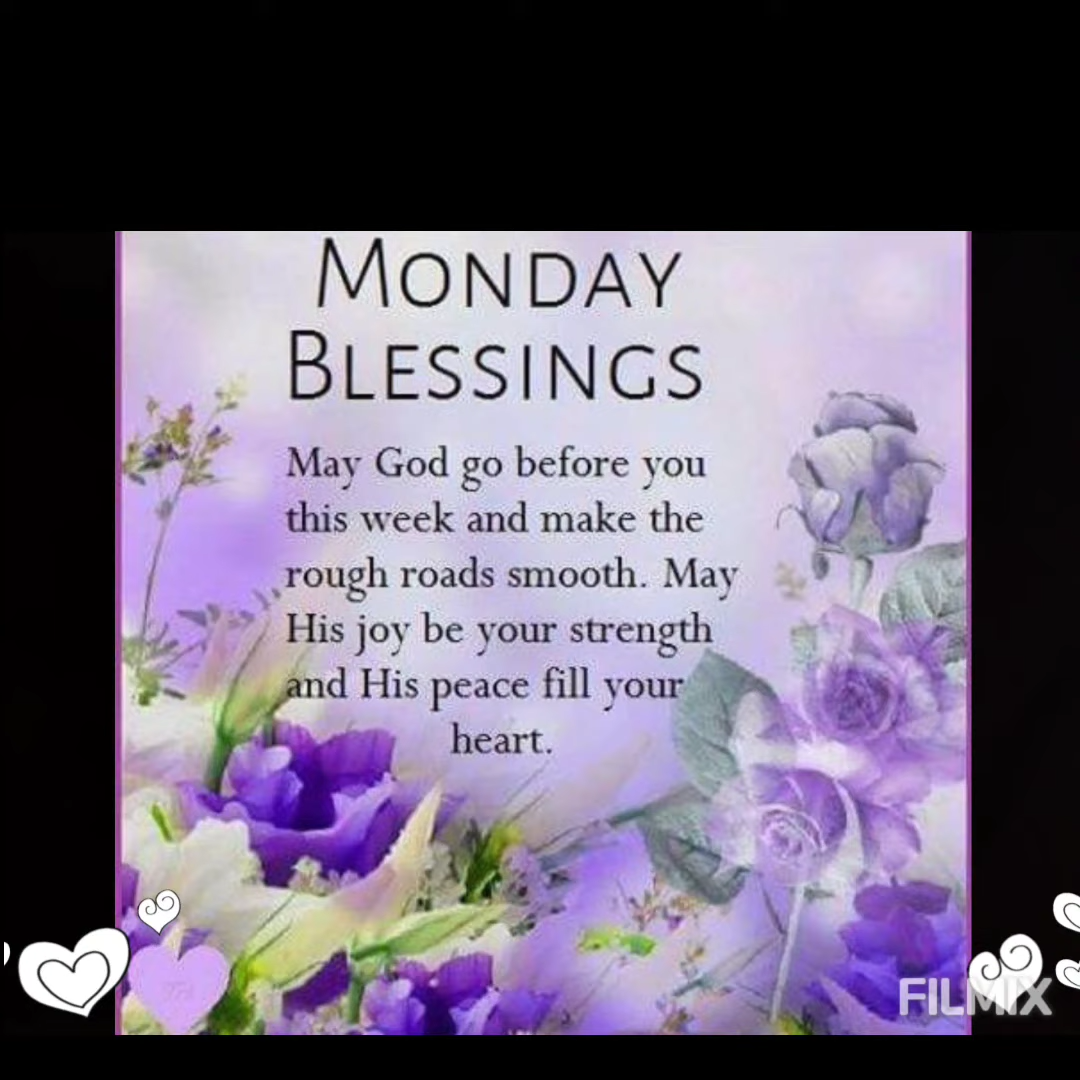 MONDAY
BLESSINGS
May God go before you
this week and make the
rough roads smooth. May
His joy be your strength
and His peace fill your
heart.
FILMIX